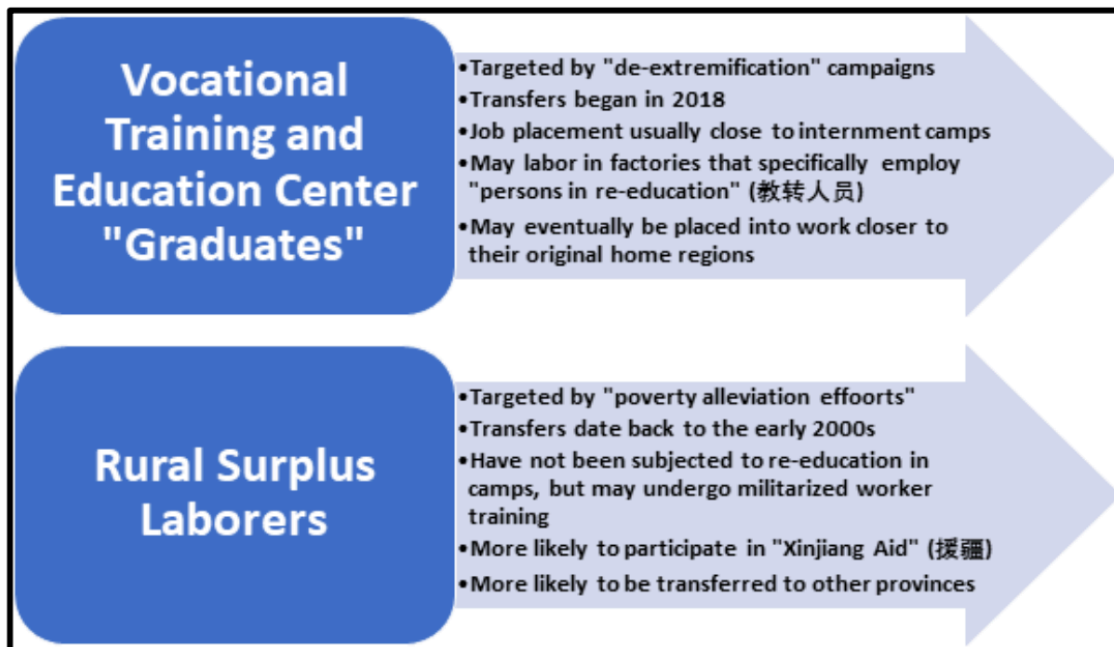 Vocational
Training and
Education Center
"Graduates"
•Targeted by "de-extremification" campaigns
•Transfers began in 2018
•Job placement usually close to internment camps
•May labor in factories that specifically employ
"persons in re-education" (教转人员)
•May eventually be placed into work closer to
their original home regions
Rural Surplus
Laborers
•Targeted by "poverty alleviation effoorts"
•Transfers date back to the early 2000s
•Have not been subjected to re-education in
camps, but may undergo militarized worker
training
•More likely to participate in "Xinjiang Aid" (援疆)
•More likely to be transferred to other provinces